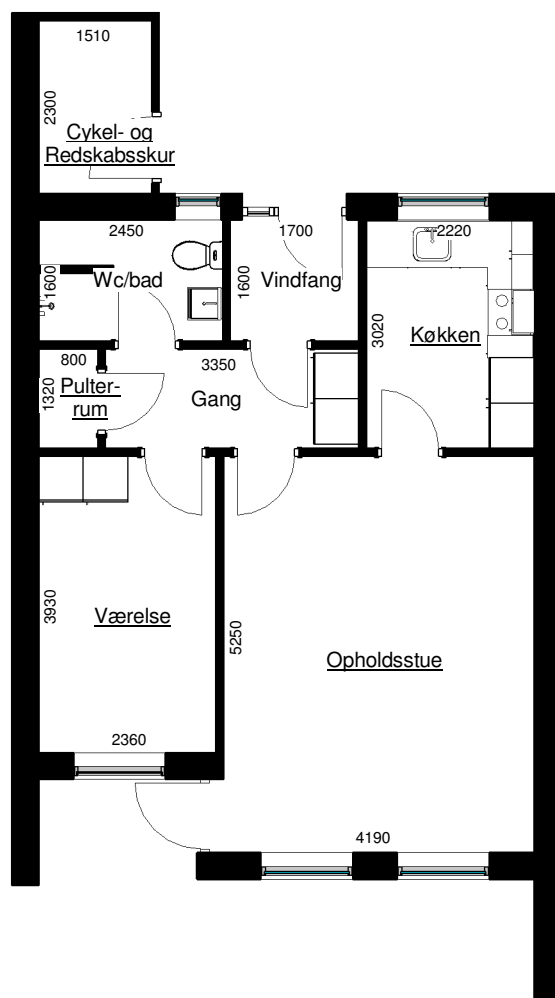 1510
2300
Cykel- og
Redskabsskur
2450
1700
2220
1600
Wc/bad
1600
Vindfang
3020
Køkken
800
3350
1320
Pulter-
rum
Gang
3930
Værelse
5250
Opholdsstue
2360
4190